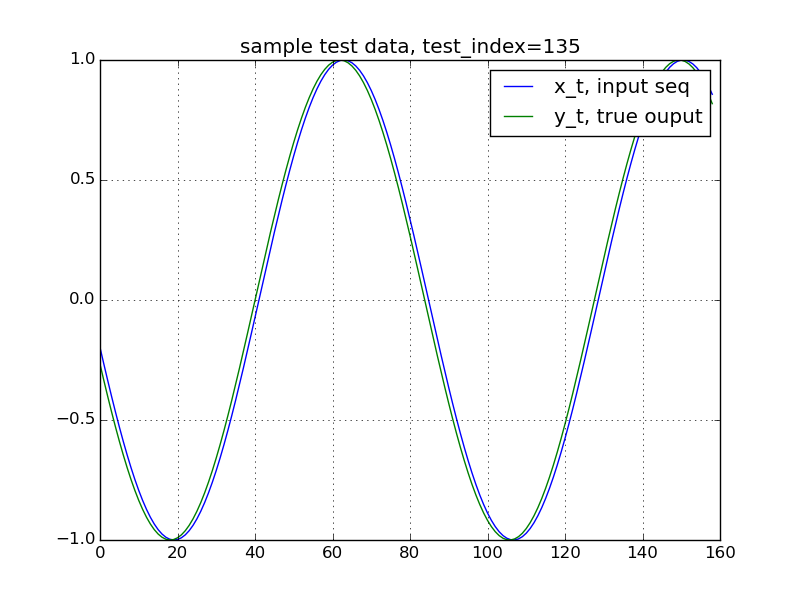 sample test data, test_index=135
x_t, input seq
y_t, true ouput
1.0
0.5
0.0
−0.5
−1.0
0 20 40 60 80 100 120 140 160